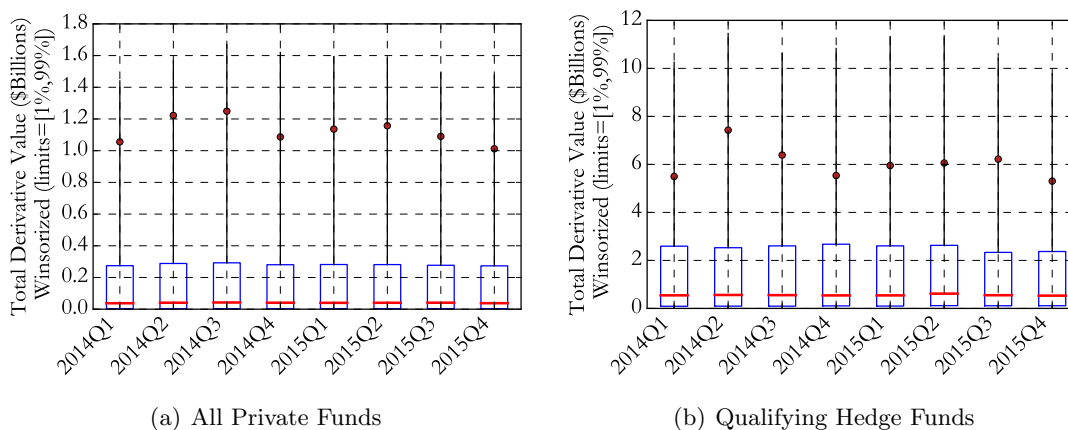 Total Derivative Value ($Billions)
Winsorized (limits=[1%,99%])
1.8
1.6
1.4
1.2
1.0
0.8
0.6
0.4
0.2
0.0
2014Q1
2014Q2
2014Q3
2014Q4
2015Q1
2015Q2
2015Q3
2015Q4
(a) All Private Funds
Total Derivative Value ($Billions)
Winsorized (limits=[1%,99%])
12
10
8
6
4
2
0
2014Q1
2014Q2
2014Q3
2014Q4
2015Q1
2015Q2
2015Q3
2015Q4
(b) Qualifying Hedge Funds